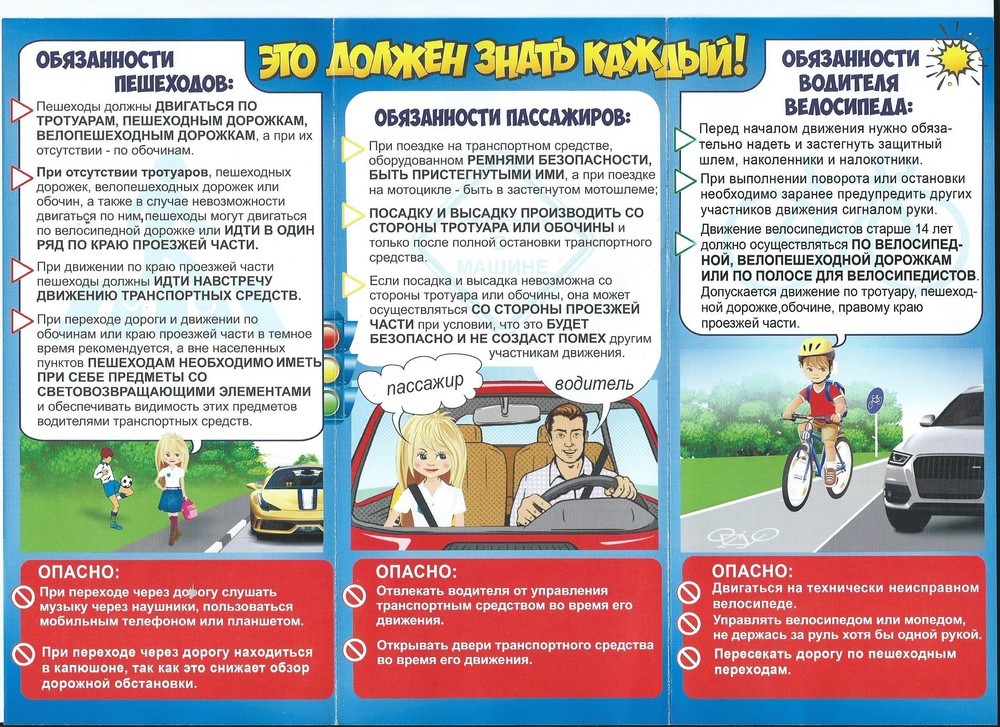 ЭТО ДОЛЖЕН ЗНАТЬ КАЖДЫЙ!
ОБЯЗАННОСТИ
ПЕШЕХОДОВ:
Пешеходы должны ДВИГАТЬСЯ ПО
ТРОТУАРАМ, ПЕШЕХОДНЫМ ДОРОЖКАМ,
ВЕЛОПЕШЕХОДНЫМ ДОРОЖКАМ, а при их
отсутствии - по обочинам.
При отсутствии тротуаров, пешеходных
дорожек, велопешеходных дорожек или
обочин, а также в случае невозможности
двигаться по ним,пешеходы могут двигаться
по велосипедной дорожке или ИДТИ В ОДИН
РЯД ПО КРАЮ ПРОЕЗЖЕЙ ЧАСТИ.
При движении по краю проезжей части
пешеходы должны ИДТИ НАВСТРЕЧУ
ДВИЖЕНИЮ ТРАНСПОРТНЫХ СРЕДСТВ.
При переходе дороги и движении по
обочинам или краю проезжей части в темное
время рекомендуется, а вне населенных
пунктов ПЕШЕХОДАМ НЕОБХОДИМО ИМЕТЬ
ПРИ СЕБЕ ПРЕДМЕТЫ СО
СВЕТОВОЗВРАЩАЮЩИМИ ЭЛЕМЕНТАМИ
и обеспечивать видимость этих предметов
водителями транспортных средств.
ОПАСНО:
При переходе через дорогу слушать
музыку через наушники, пользоваться
мобильным телефоном или планшетом.
При переходе через дорогу находиться
в капюшоне, так как это снижает обзор
дорожной обстановки.
ОБЯЗАННОСТИ ПАССАЖИРОВ:
При поездке на транспортном средстве,
оборудованном РЕМНЯМИ БЕЗОПАСНОСТИ,
БЫТЬ ПРИСТЕГНУТЫМИ ИМИ, а при поездке
на мотоцикле - быть в застегнутом мотошлеме;
ПОСАДКУ И ВЫСАДКУ ПРОИЗВОДИТЬ СО
СТОРОНЫ ТРОТУАРА ИЛИ ОБОЧИНЫ и
только после полной остановки транспортного
средства.
МАШИНЕ
Если посадка и высадка невозможна со
стороны тротуара или обочины, она может
осуществляться СО СТОРОНЫ ПРОЕЗЖЕЙ
ЧАСТИ при условии, что это БУДЕТ
БЕЗОПАСНО И НЕ СОЗДАСТ ПОМЕХ другим
участникам движения.
пассажир
водитель
ОПАСНО:
Отвлекать водителя от управления
транспортным средством во время его
движения.
Открывать двери транспортного средства
во время его движения.
ОБЯЗАННОСТИ
ВОДИТЕЛЯ
ВЕЛОСИПЕДА:
Перед началом движения нужно обяза-
тельно надеть и застегнуть защитный
шлем, наколенники и налокотники.
При выполнении поворота или остановки
необходимо заранее предупредить других
участников движения сигналом руки.
Движение велосипедистов старше 14 лет
должно осуществляться ПО ВЕЛОСИПЕД-
НОЙ, ВЕЛОПЕШЕХОДНОЙ ДОРОЖКАМ
ИЛИ ПО ПОЛОСЕ ДЛЯ ВЕЛОСИПЕДИСТОВ.
Допускается движение по тротуару, пешеход-
ной дорожке,обочине, правому краю
проезжей части.
ОПАСНО:
Двигаться на технически неисправном
велосипеде.
Управлять велосипедом или мопедом,
не держась за руль хотя бы одной рукой.
Пересекать дорогу по пешеходным
переходам.